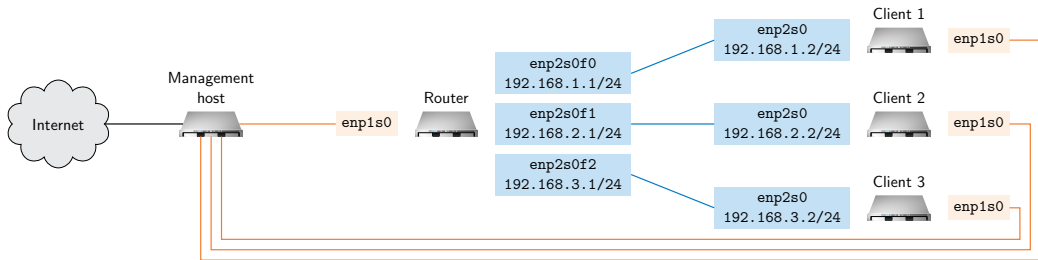 Internet
Management
host
enp1s0
Router
enp2s0f0
192.168.1.1/24
enp2s0f1
192.168.2.1/24
enp2s0f2
192.168.3.1/24
enp2s0
192.168.1.2/24
Client 1
enp1s0
enp2s0
192.168.2.2/24
Client 2
enp1s0
enp2s0
192.168.3.2/24
Client 3
enp1s0